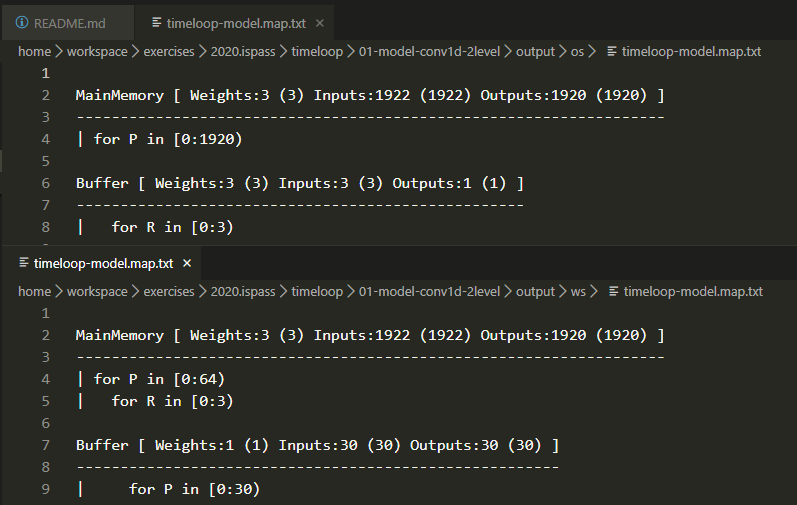 README.md timeloop-model.map.txt ×
home > workspace > exercises > 2020.ispass > timeloop > 01-model-conv1d-2level > output > os > timeloop-model.map.txt
1
2 MainMemory [ Weights:3 (3) Inputs:1922 (1922) Outputs:1920 (1920) ]
3 -------------------------------------------------------------------
4 | for P in [0:1920)
5
6 Buffer [ Weights:3 (3) Inputs:3 (3) Outputs:1 (1) ]
7 ---------------------------------------------------
8 |   for R in [0:3)
timeloop-model.map.txt ×
home > workspace > exercises > 2020.ispass > timeloop > 01-model-conv1d-2level > output > ws > timeloop-model.map.txt
1
2 MainMemory [ Weights:3 (3) Inputs:1922 (1922) Outputs:1920 (1920) ]
3 -------------------------------------------------------------------
4 | for P in [0:64)
5 |   for R in [0:3)
6
7 Buffer [ Weights:1 (1) Inputs:30 (30) Outputs:30 (30) ]
8 -------------------------------------------------------
9 |     for P in [0:30)